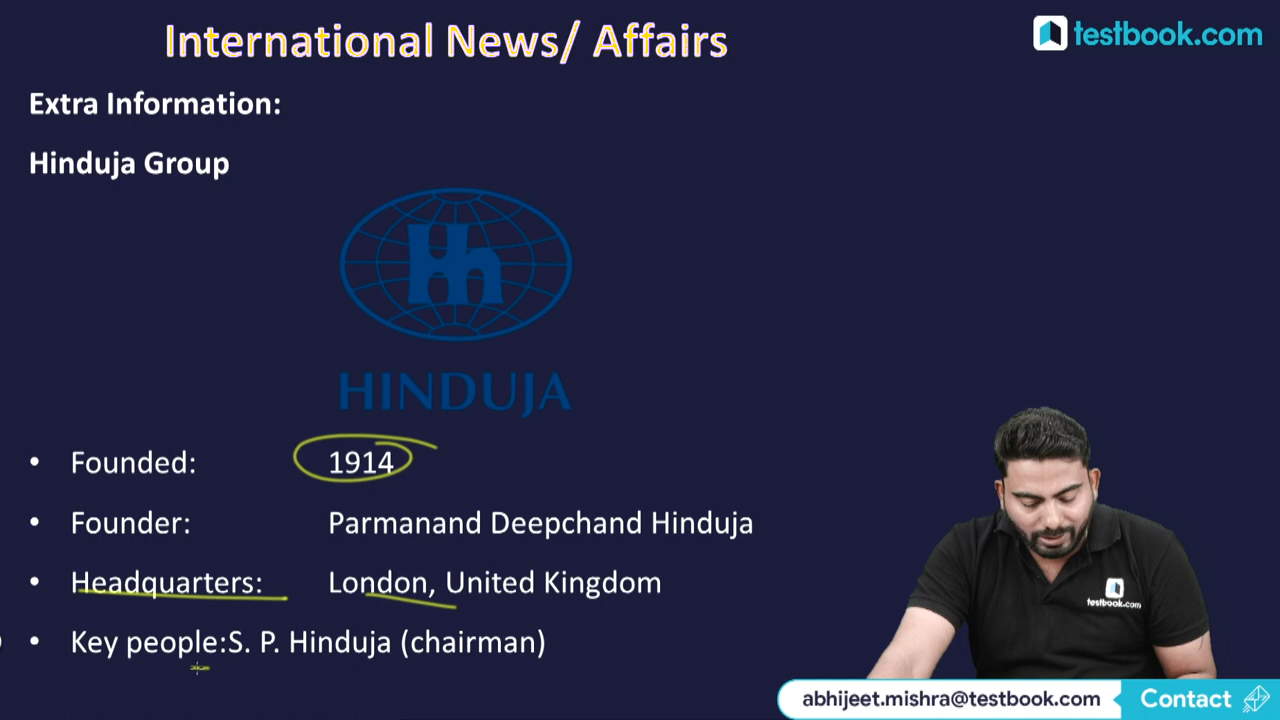 International News/ Affairs
testbook.com
Extra Information:
Hinduja Group
Hh
HINDUJA
• Founded: 1914
• Founder: Parmanand Deepchand Hinduja
• Headquarters: London, United Kingdom
• Key people:S. P. Hinduja (chairman)
testbook.com
abhijeet.mishra@testbook.com Contact